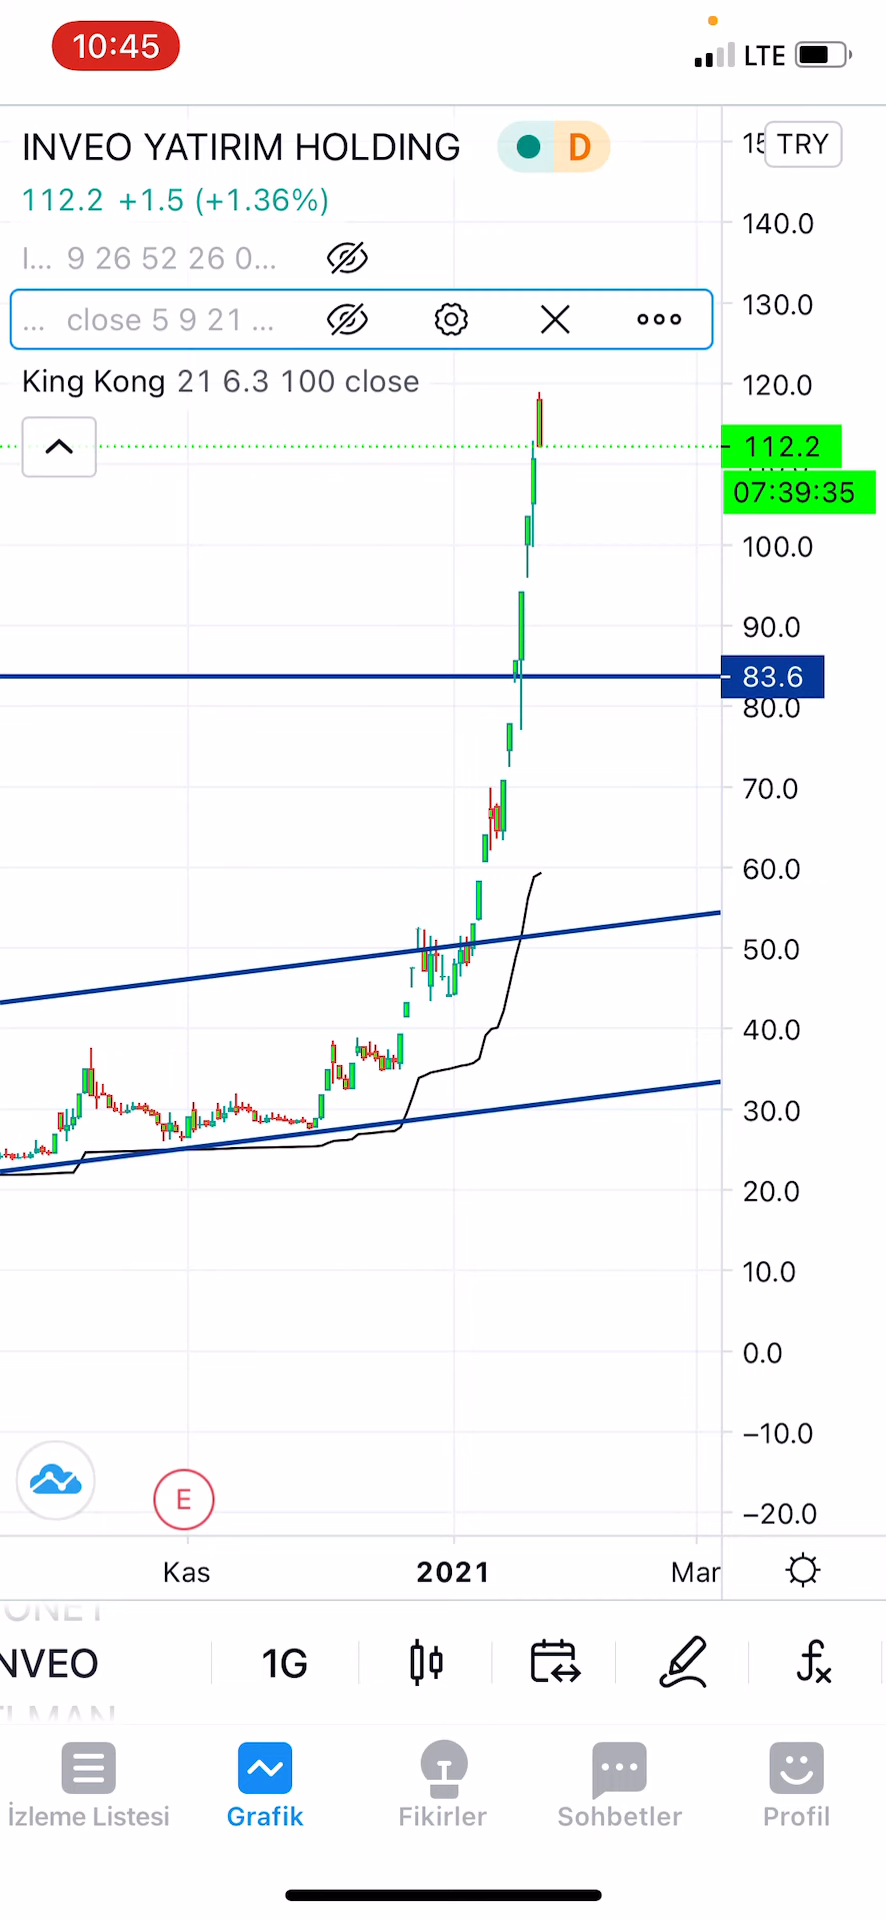 10:45
LTE
INVEO YATIRIM HOLDING D
TRY
112.2 +1.5 (+1.36%)
140.0
I... 9 26 52 26 0...
130.0
... close 5 9 21 ...
King Kong 21 6.3 100 close
120.0
112.2
07:39:35
100.0
90.0
83.6
80.0
70.0
60.0
50.0
40.0
30.0
20.0
10.0
0.0
−10.0
E
−20.0
Kas 2021 Mar
NVEO 1G fx
İzleme Listesi Grafik Fikirler Sohbetler Profil